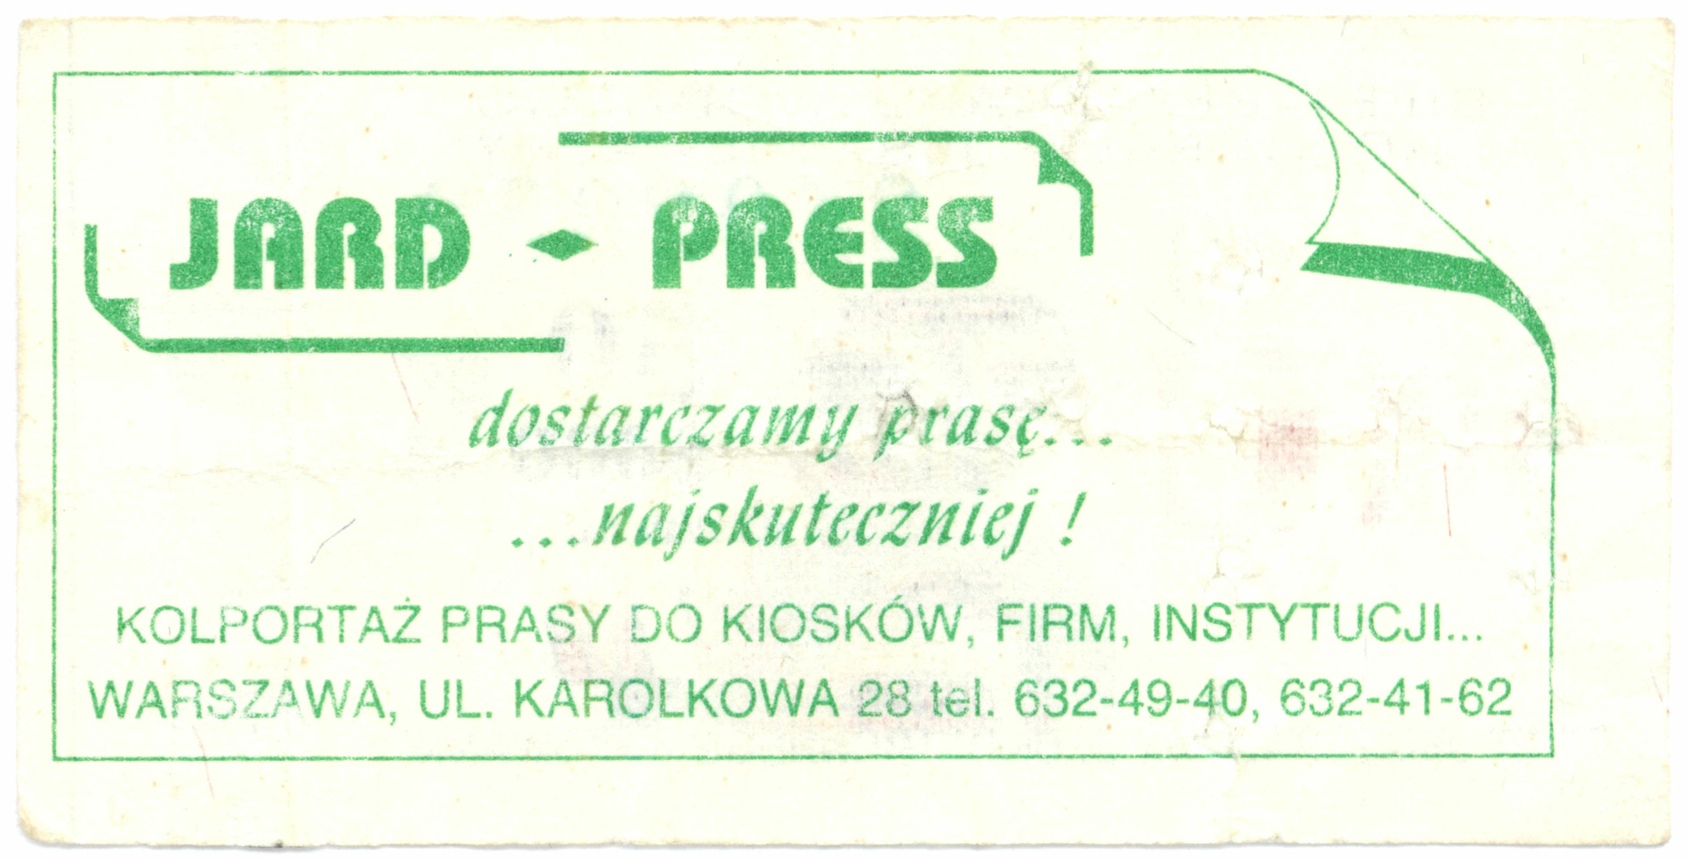 JARD ◆ PRESS
dostarczamy prasę...
...najskuteczniej !
KOLPORTAŻ PRASY DO KIOSKÓW, FIRM, INSTYTUCJI...
WARSZAWA, UL. KAROLKOWA 28 tel. 632-49-40, 632-41-62